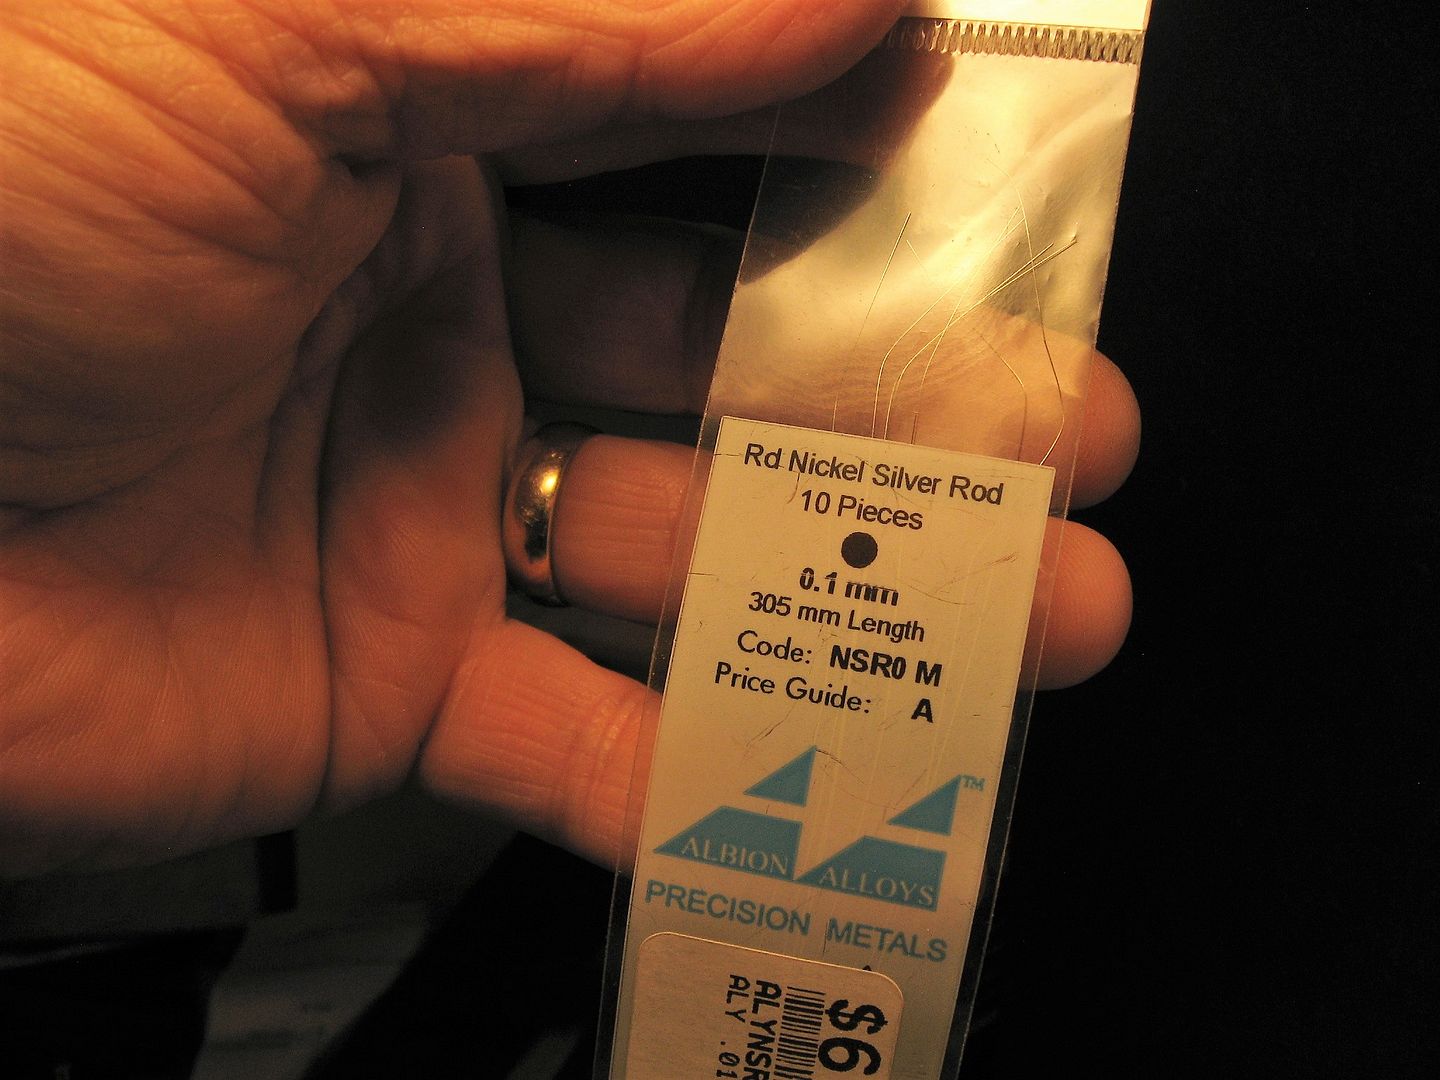 Rd Nickel Silver Rod
10 Pieces
0.1 mm
305 mm Length
Code: NSR0 M
Price Guide: A
TM
ALBION ALLOYS
PRECISION METALS
$6
ALYNSR
ALY .01